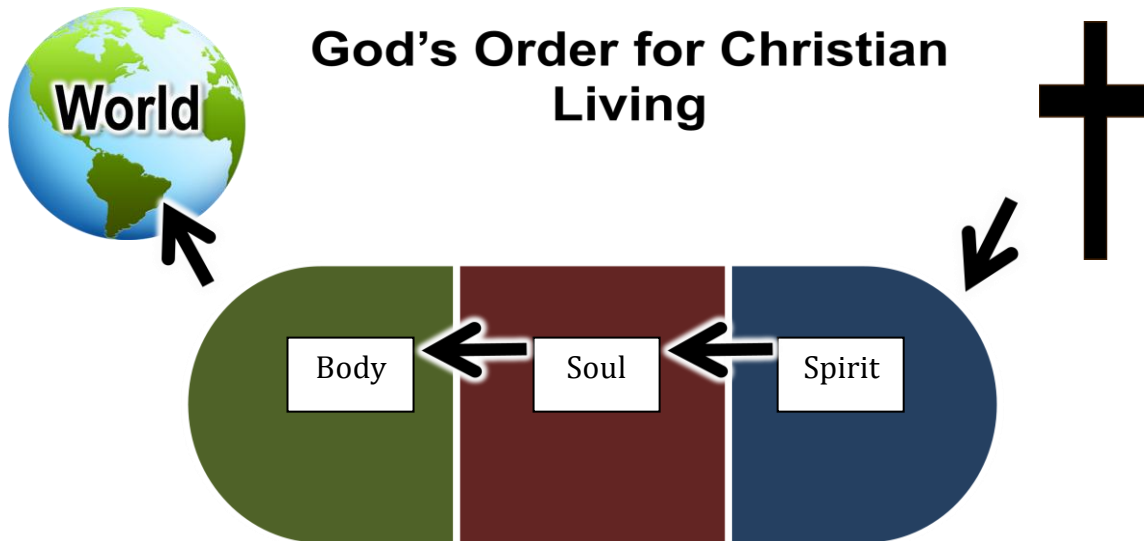 God’s Order for Christian
Living
World
Body
Soul
Spirit